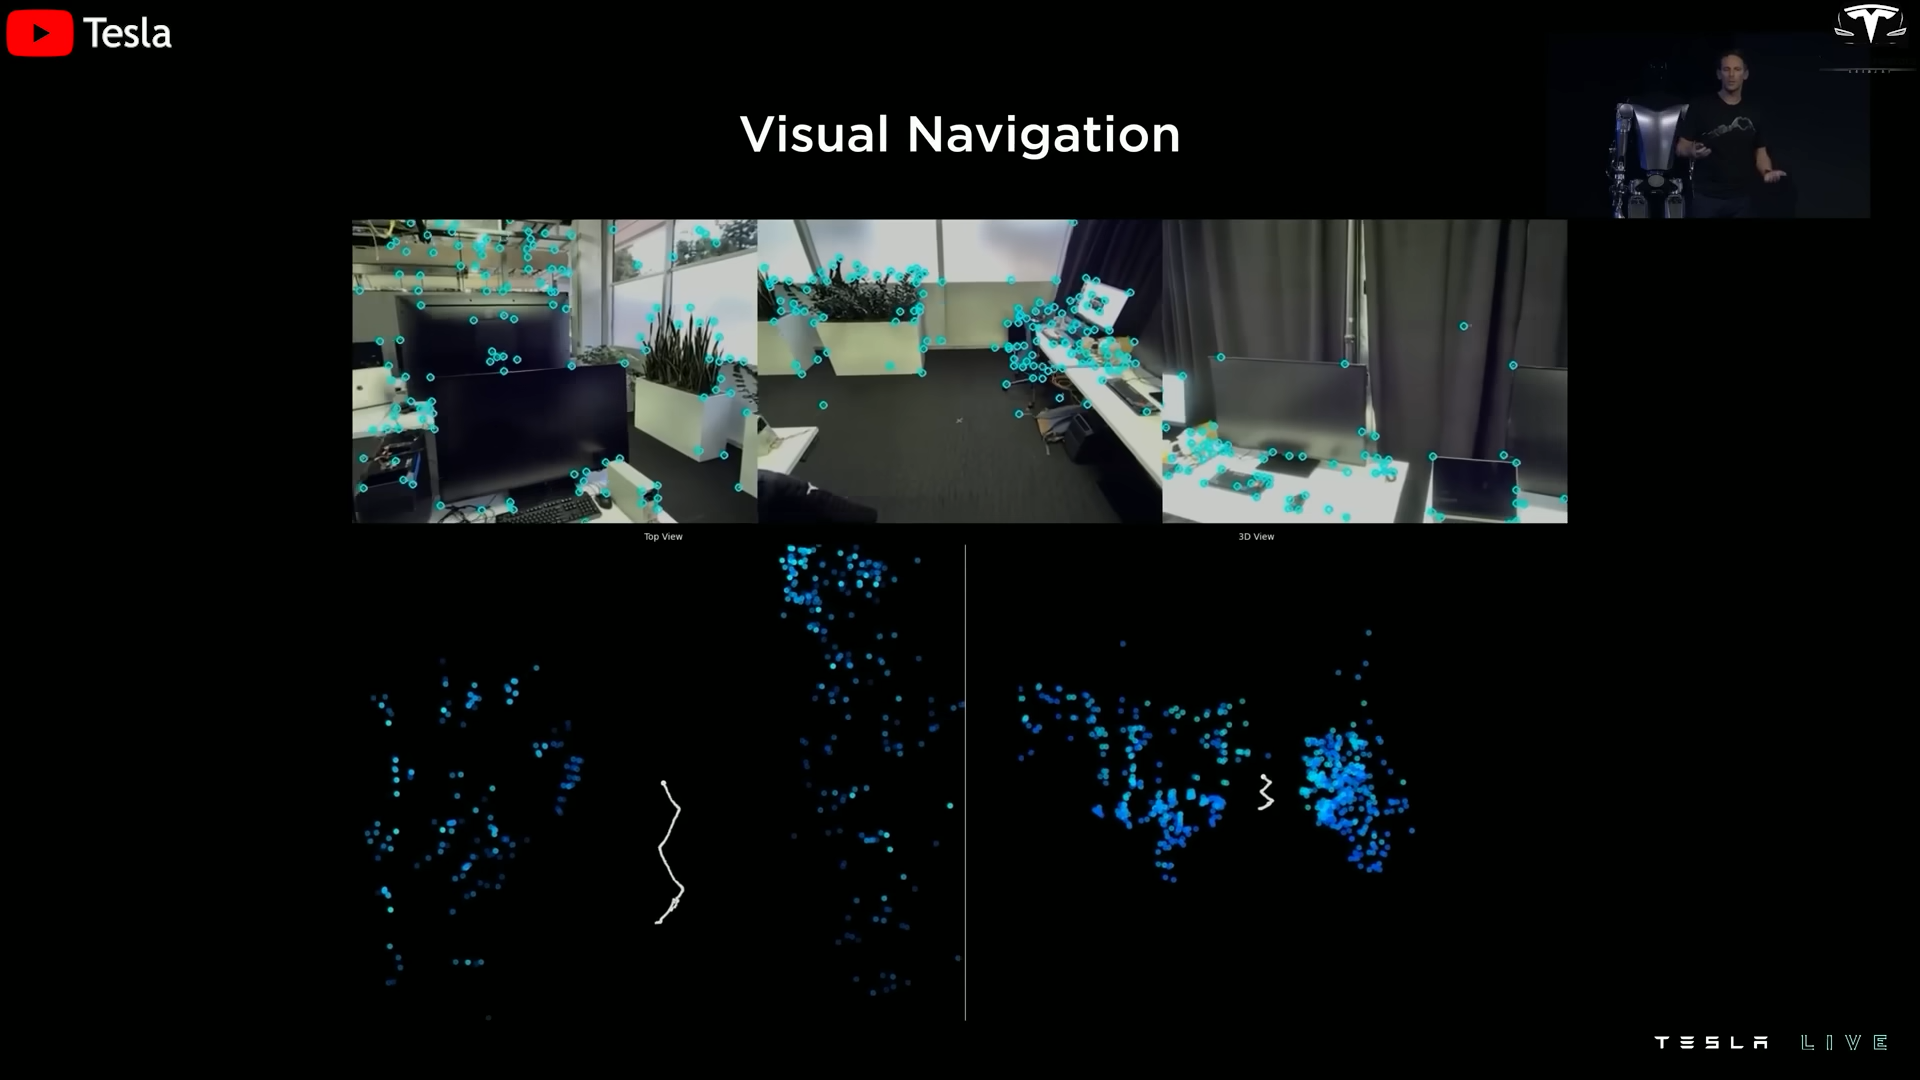 Tesla
Visual Navigation
Top View
3D View
TESLA LIVE